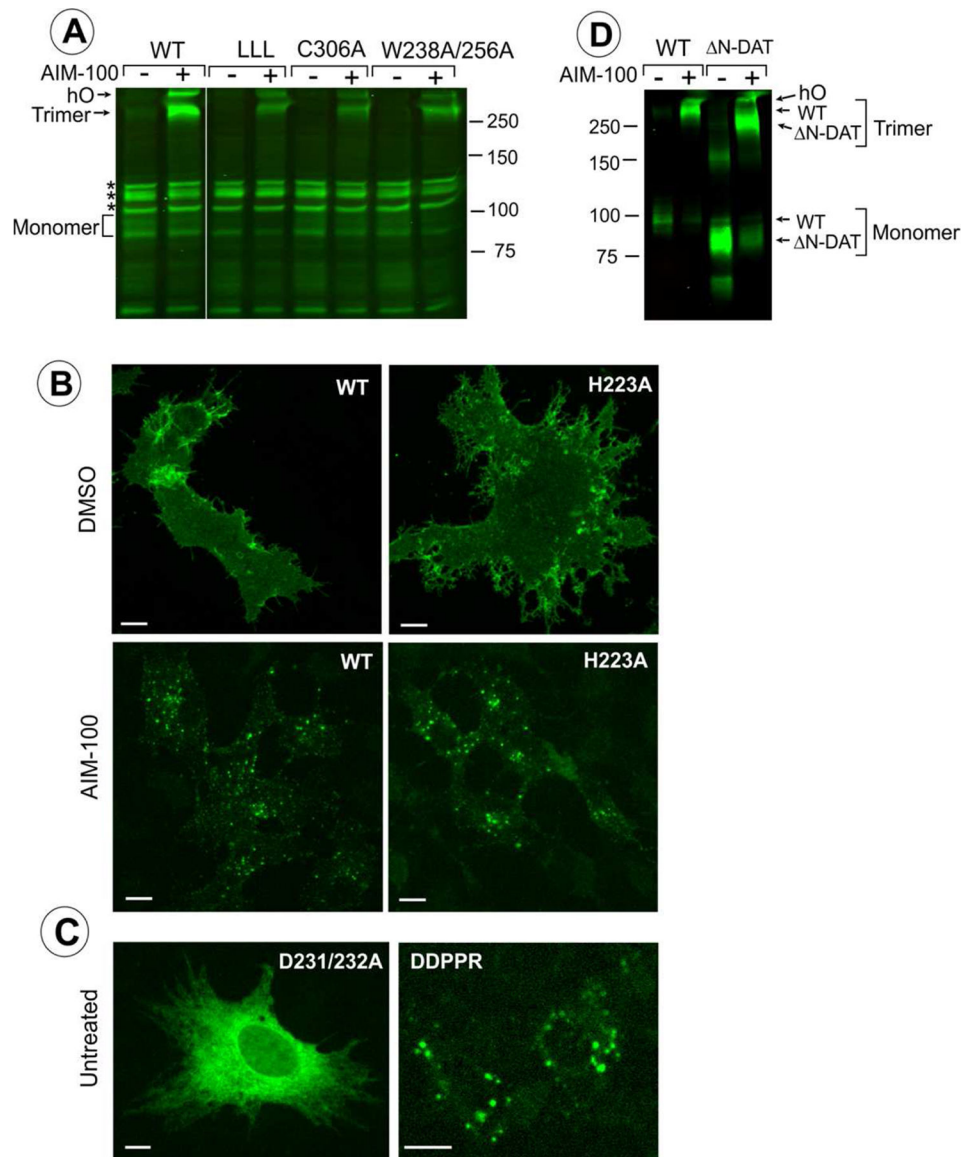 A
WT LLL C306A W238A/256A
AIM-100 - + - + - + - +
hO
Trimer
250
150
*
*
*
100
Monomer
75
D
WT ΔN-DAT
AIM-100 - + - +
hO
WT
250
ΔN-DAT
Trimer
150
100
WT
ΔN-DAT
Monomer
75
B
WT
H223A
DMSO
WT
H223A
AIM-100
C
D231/232A
DDPPR
Untreated